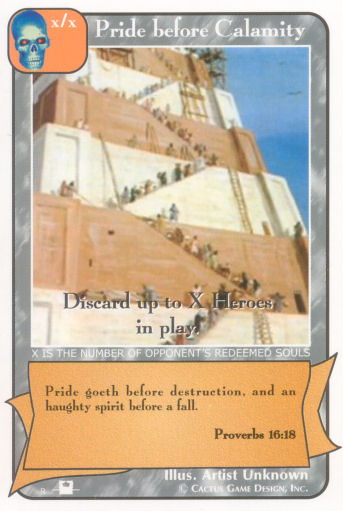 x/x
Pride before Calamity
Discard up to X Heroes
in play.
X IS THE NUMBER OF OPPONENT'S REDEEMED SOULS
Pride goeth before destruction, and an
haughty spirit before a fall.
Proverbs 16:18
Illus. Artist Unknown
R
© CACTUS GAME DESIGN, INC.